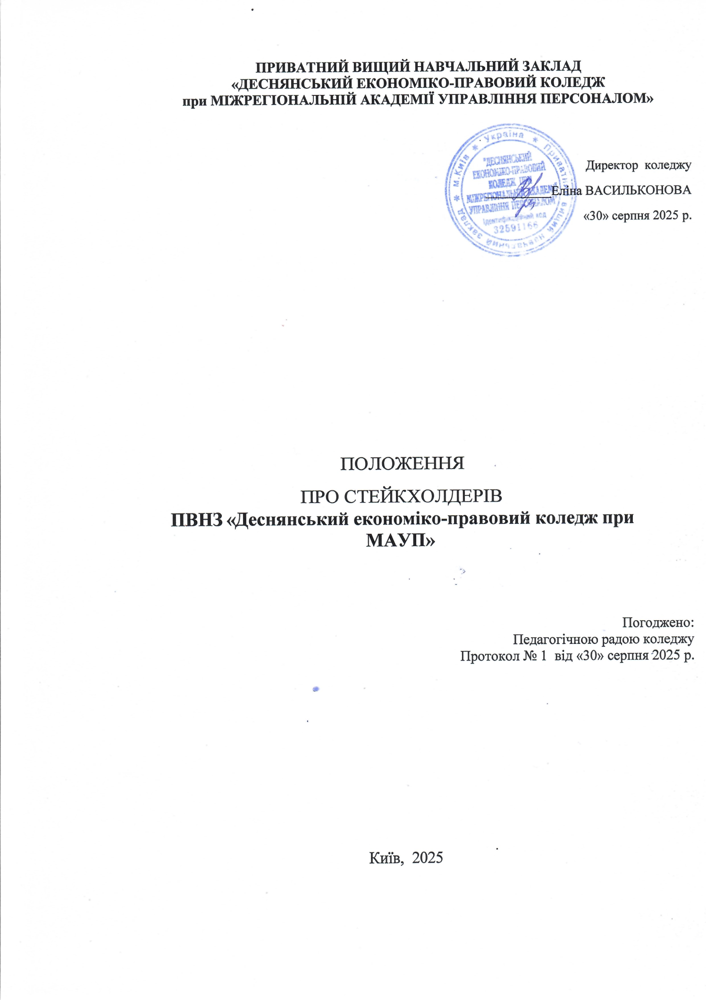 ПРИВАТНИЙ ВИЩИЙ НАВЧАЛЬНИЙ ЗАКЛАД
«ДЕСНЯНСЬКИЙ ЕКОНОМІКО-ПРАВОВИЙ КОЛЕДЖ
при МІЖРЕГІОНАЛЬНІЙ АКАДЕМІЇ УПРАВЛІННЯ ПЕРСОНАЛОМ»
м.Київ * Україна * Приватний вищий навчальний заклад *
"ДЕСНЯНСЬКИЙ
ЕКОНОМІКО-ПРАВОВИЙ
КОЛЕДЖ ПРИ
МІЖРЕГІОНАЛЬНІЙ АКАДЕМІЇ
УПРАВЛІННЯ ПЕРСОНАЛОМ"
Ідентифікаційний код
32591166
Директор коледжу
Еліна ВАСИЛЬКОНОВА
«30» серпня 2025 р.
ПОЛОЖЕННЯ
ПРО СТЕЙКХОЛДЕРІВ
ПВНЗ «Деснянський економіко-правовий коледж при
МАУП»
Погоджено:
Педагогічною радою коледжу
Протокол № 1 від «30» серпня 2025 р.
Київ, 2025